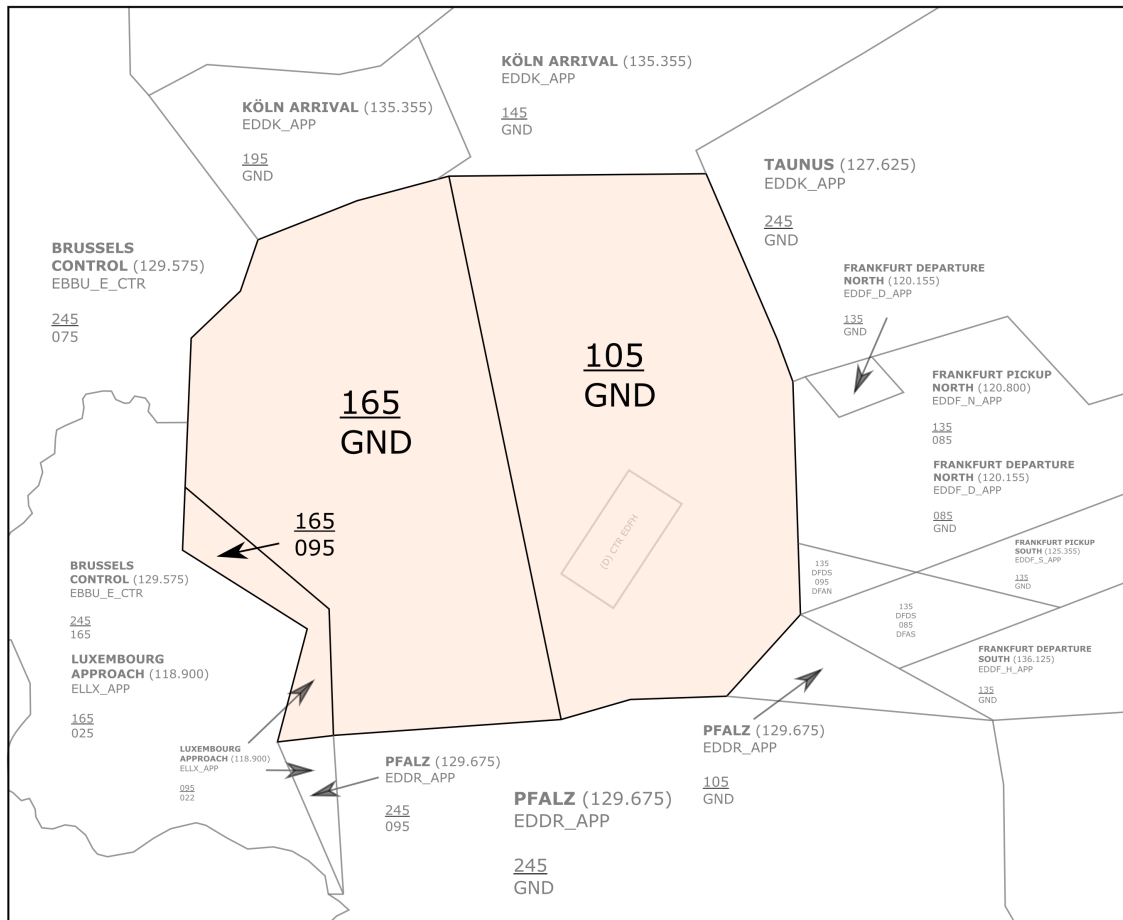 KÖLN ARRIVAL (135.355)
EDDK_APP
145
GND
KÖLN ARRIVAL (135.355)
EDDK_APP
195
GND
TAUNUS (127.625)
EDDK_APP
245
GND
BRUSSELS
CONTROL (129.575)
EBBU_E_CTR
245
075
FRANKFURT DEPARTURE
NORTH (120.155)
EDDF_D_APP
135
GND
105
GND
165
GND
FRANKFURT PICKUP
NORTH (120.800)
EDDF_N_APP
135
085
FRANKFURT DEPARTURE
NORTH (120.155)
EDDF_D_APP
085
GND
(D) CTR EDFH
165
095
FRANKFURT PICKUP
SOUTH (125.355)
EDDF_S_APP
135
GND
BRUSSELS
CONTROL (129.575)
EBBU_E_CTR
245
165
135
DFDS
095
DFAN
135
DFDS
085
DFAS
LUXEMBOURG
APPROACH (118.900)
ELLX_APP
165
025
FRANKFURT DEPARTURE
SOUTH (136.125)
EDDF_H_APP
135
GND
LUXEMBOURG
APPROACH (118.900)
ELLX_APP
095
022
PFALZ (129.675)
EDDR_APP
245
095
PFALZ (129.675)
EDDR_APP
105
GND
PFALZ (129.675)
EDDR_APP
245
GND